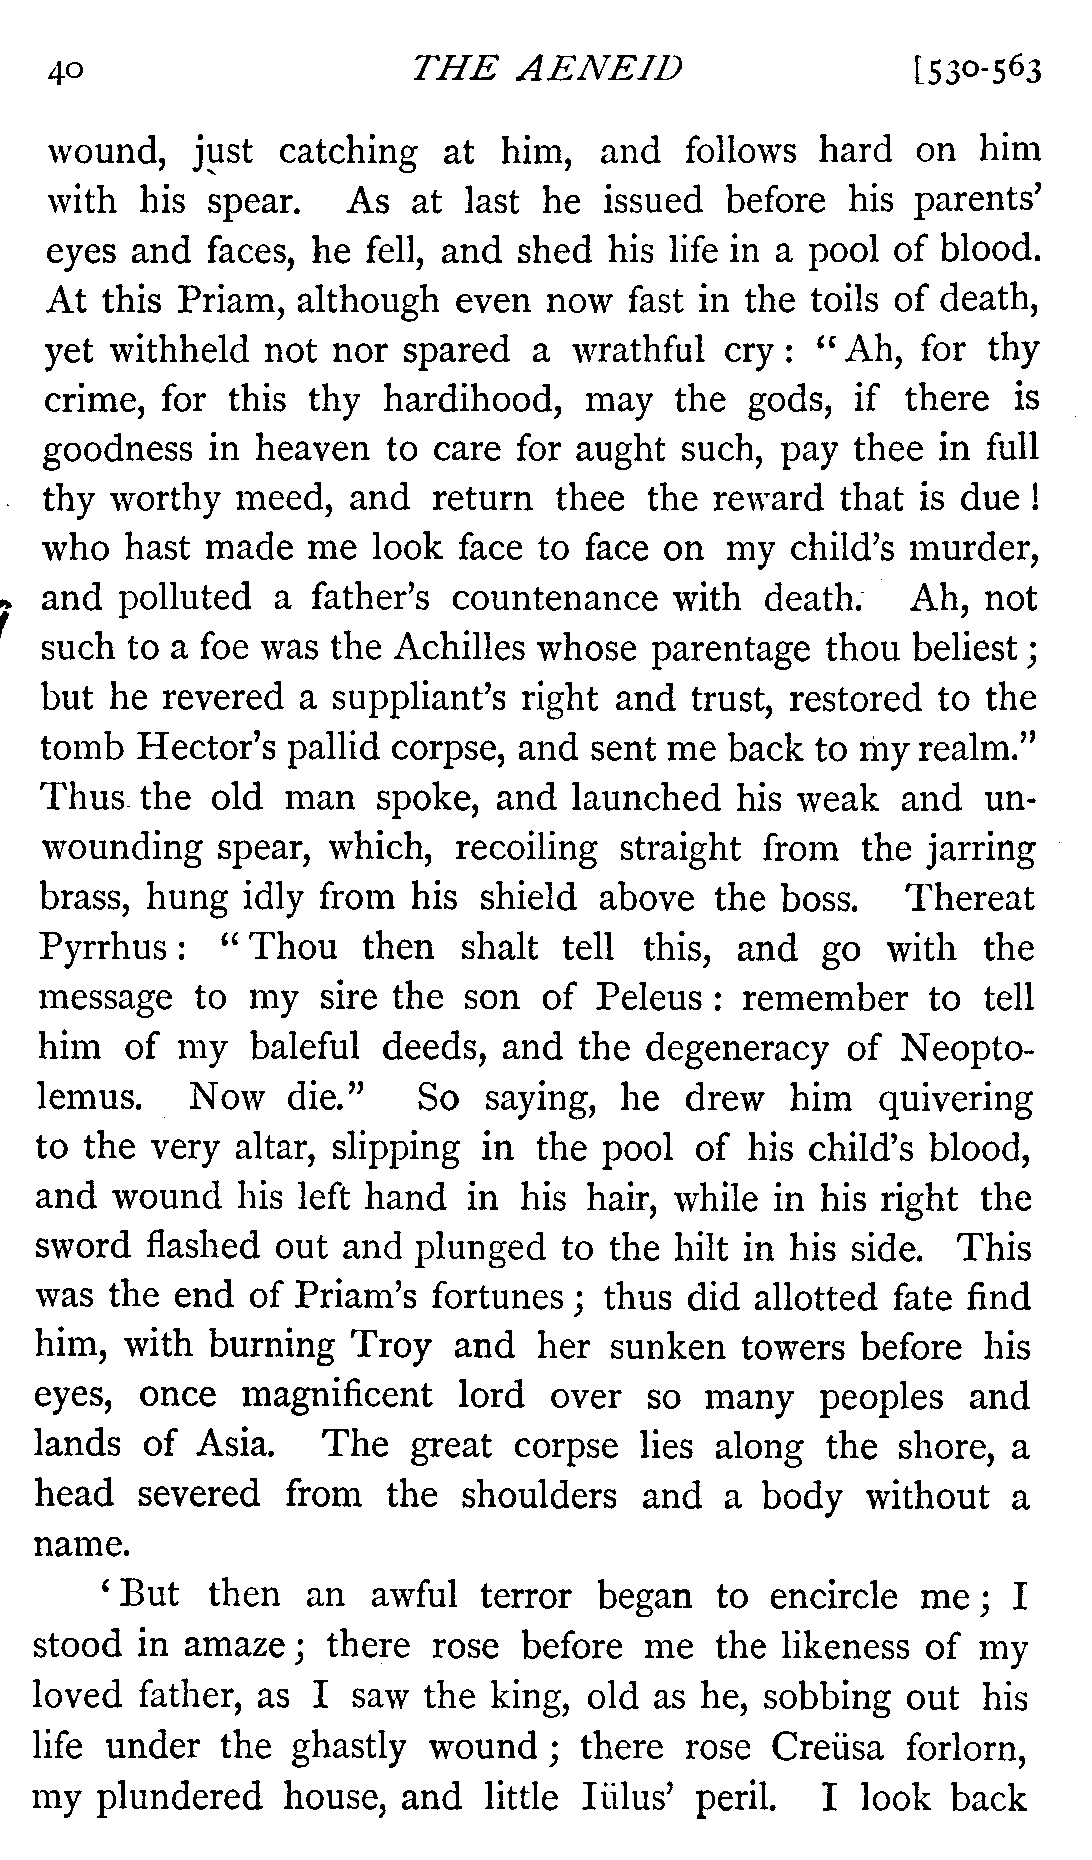 40 THE AENEID [530-563
wound, just catching at him, and follows hard on him
with his spear. As at last he issued before his parents'
eyes and faces, he fell, and shed his life in a pool of blood.
At this Priam, although even now fast in the toils of death,
yet withheld not nor spared a wrathful cry : “ Ah, for thy
crime, for this thy hardihood, may the gods, if there is
goodness in heaven to care for aught such, pay thee in full
thy worthy meed, and return thee the reward that is due !
who hast made me look face to face on my child's murder,
and polluted a father's countenance with death. Ah, not
such to a foe was the Achilles whose parentage thou beliest ;
but he revered a suppliant's right and trust, restored to the
tomb Hector's pallid corpse, and sent me back to my realm.”
Thus the old man spoke, and launched his weak and un-
wounding spear, which, recoiling straight from the jarring
brass, hung idly from his shield above the boss. Thereat
Pyrrhus : “ Thou then shalt tell this, and go with the
message to my sire the son of Peleus : remember to tell
him of my baleful deeds, and the degeneracy of Neopto-
lemus. Now die.” So saying, he drew him quivering
to the very altar, slipping in the pool of his child's blood,
and wound his left hand in his hair, while in his right the
sword flashed out and plunged to the hilt in his side. This
was the end of Priam's fortunes ; thus did allotted fate find
him, with burning Troy and her sunken towers before his
eyes, once magnificent lord over so many peoples and
lands of Asia. The great corpse lies along the shore, a
head severed from the shoulders and a body without a
name.
‘ But then an awful terror began to encircle me ; I
stood in amaze ; there rose before me the likeness of my
loved father, as I saw the king, old as he, sobbing out his
life under the ghastly wound ; there rose Creüsa forlorn,
my plundered house, and little Iülus' peril. I look back